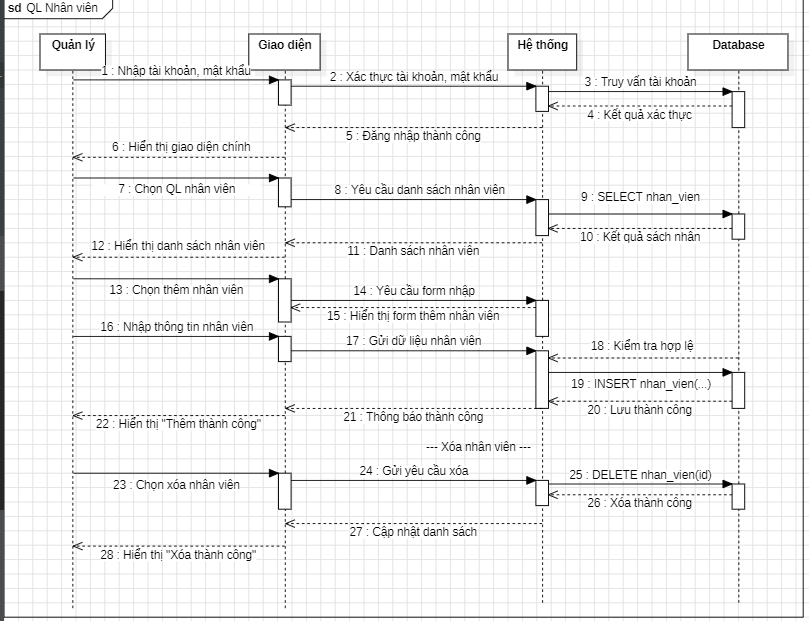 sd QL Nhân viên
Quản lý
Giao diện
Hệ thống
Database
1 : Nhập tài khoản, mật khẩu
2 : Xác thực tài khoản, mật khẩu
3 : Truy vấn tài khoản
4 : Kết quả xác thực
5 : Đăng nhập thành công
6 : Hiển thị giao diện chính
7 : Chọn QL nhân viên
8 : Yêu cầu danh sách nhân viên
9 : SELECT nhan_vien
10 : Kết quả sách nhân
11 : Danh sách nhân viên
12 : Hiển thị danh sách nhân viên
13 : Chọn thêm nhân viên
14 : Yêu cầu form nhập
15 : Hiển thị form thêm nhân viên
16 : Nhập thông tin nhân viên
17 : Gửi dữ liệu nhân viên
18 : Kiểm tra hợp lệ
19 : INSERT nhan_vien(...)
20 : Lưu thành công
21 : Thông báo thành công
22 : Hiển thị "Thêm thành công"
--- Xóa nhân viên ---
23 : Chọn xóa nhân viên
24 : Gửi yêu cầu xóa
25 : DELETE nhan_vien(id)
26 : Xóa thành công
27 : Cập nhật danh sách
28 : Hiển thị "Xóa thành công"